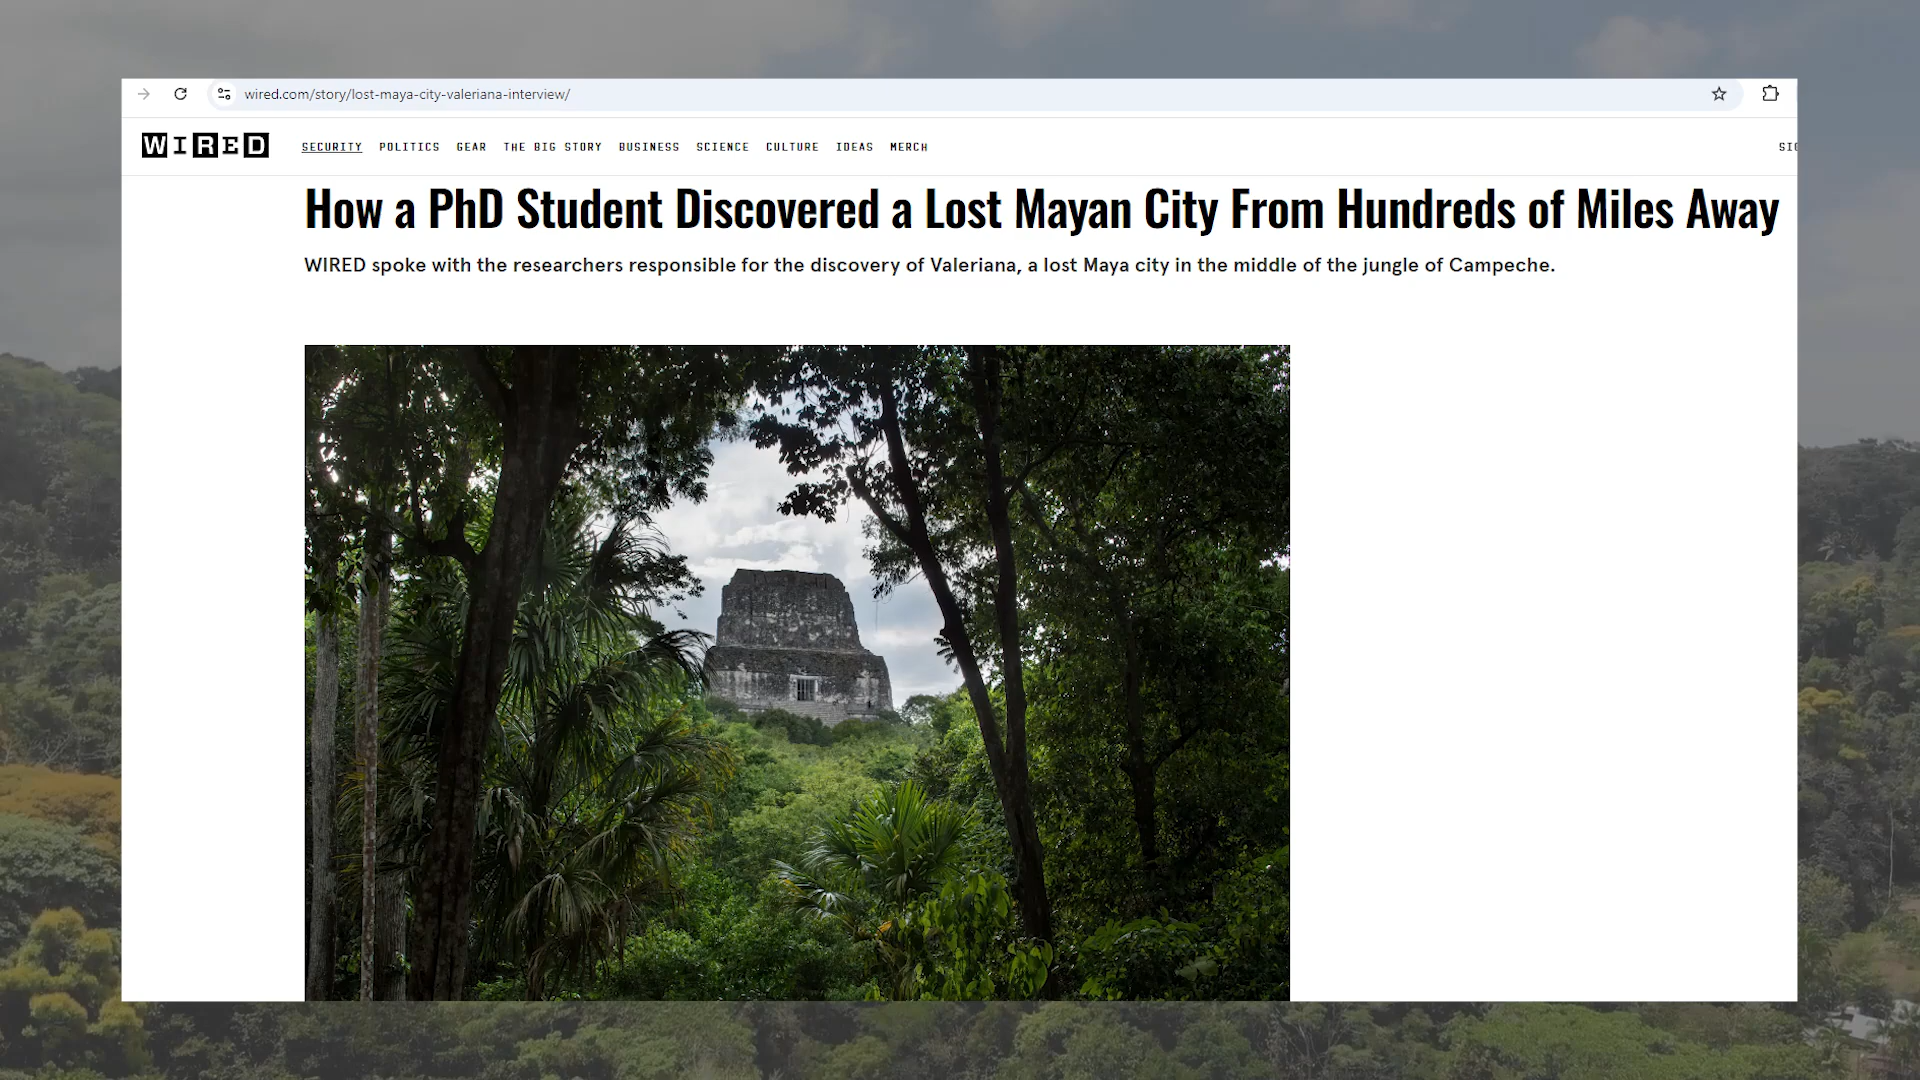 wired.com/story/lost-maya-city-valeriana-interview/
WIRED
SECURITY POLITICS GEAR THE BIG STORY BUSINESS SCIENCE CULTURE IDEAS MERCH
How a PhD Student Discovered a Lost Mayan City From Hundreds of Miles Away
WIRED spoke with the researchers responsible for the discovery of Valeriana, a lost Maya city in the middle of the jungle of Campeche.